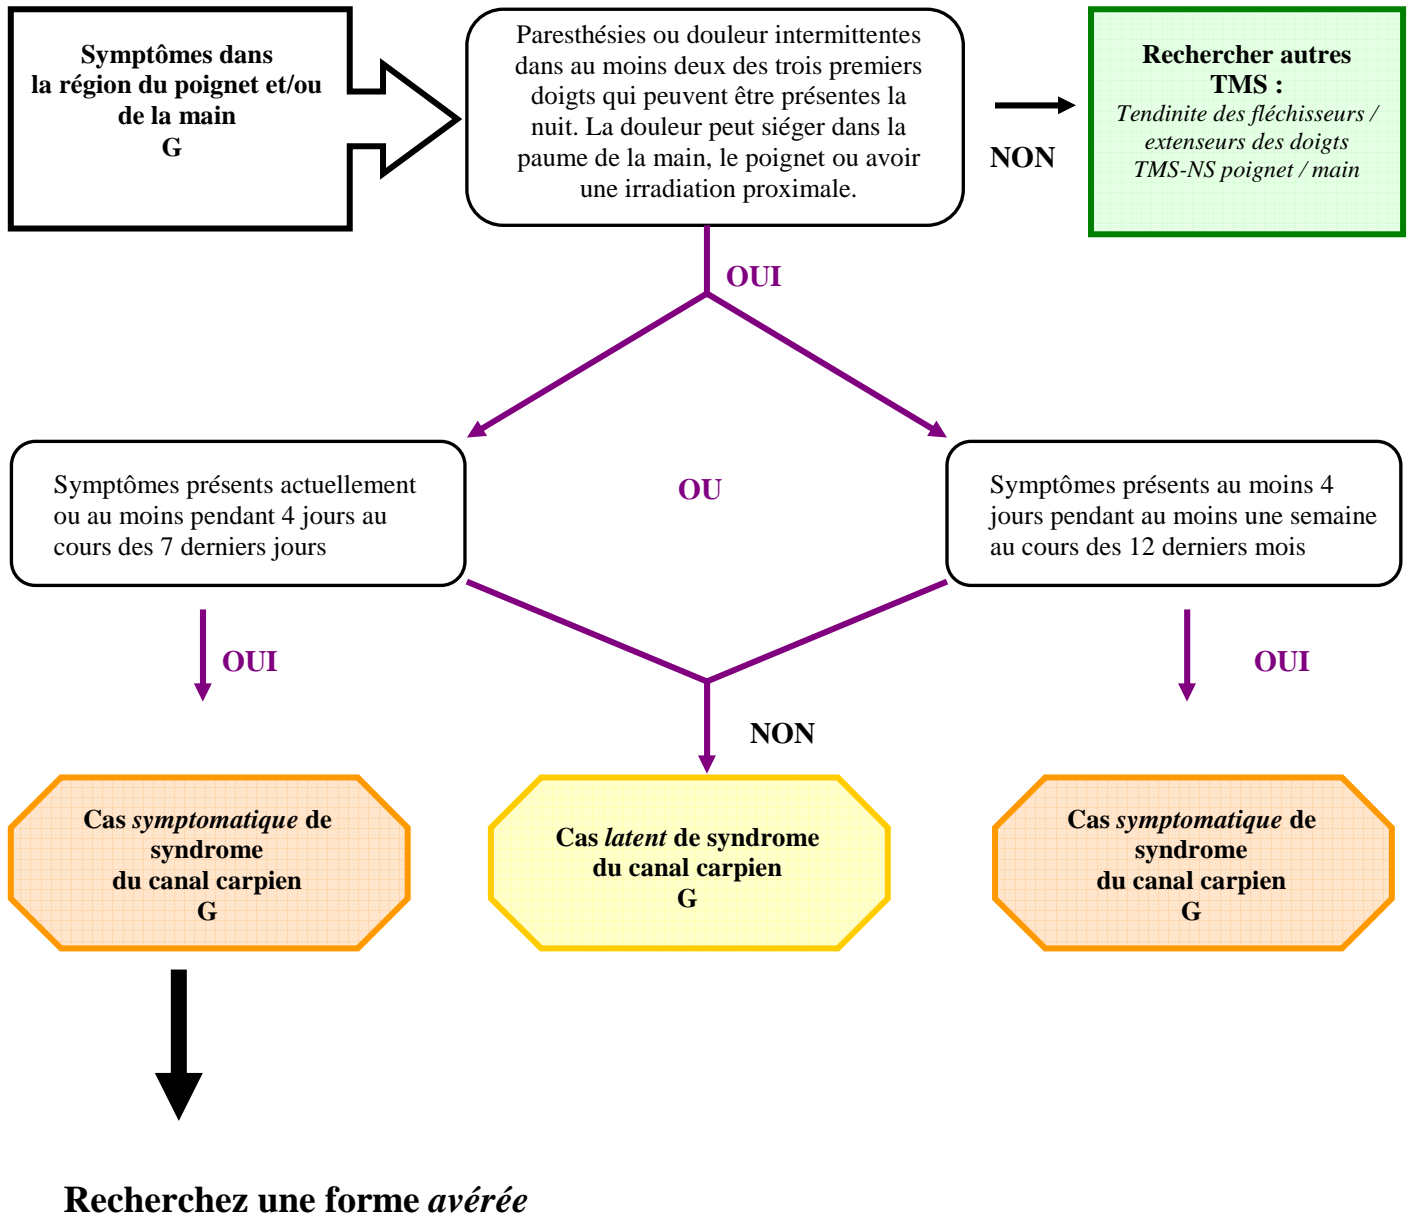 Symptômes dans
la région du poignet et/ou
de la main
G
Paresthésies ou douleur intermittentes
dans au moins deux des trois premiers
doigts qui peuvent être présentes la
nuit. La douleur peut siéger dans la
paume de la main, le poignet ou avoir
une irradiation proximale.
NON
Rechercher autres
TMS :
Tendinite des fléchisseurs /
extenseurs des doigts
TMS-NS poignet / main
OUI
Symptômes présents actuellement
ou au moins pendant 4 jours au
cours des 7 derniers jours
OU
Symptômes présents au moins 4
jours pendant au moins une semaine
au cours des 12 derniers mois
OUI
NON
OUI
Cas symptomatique de
syndrome
du canal carpien
G
Cas latent de syndrome
du canal carpien
G
Cas symptomatique de
syndrome
du canal carpien
G
Recherchez une forme avérée